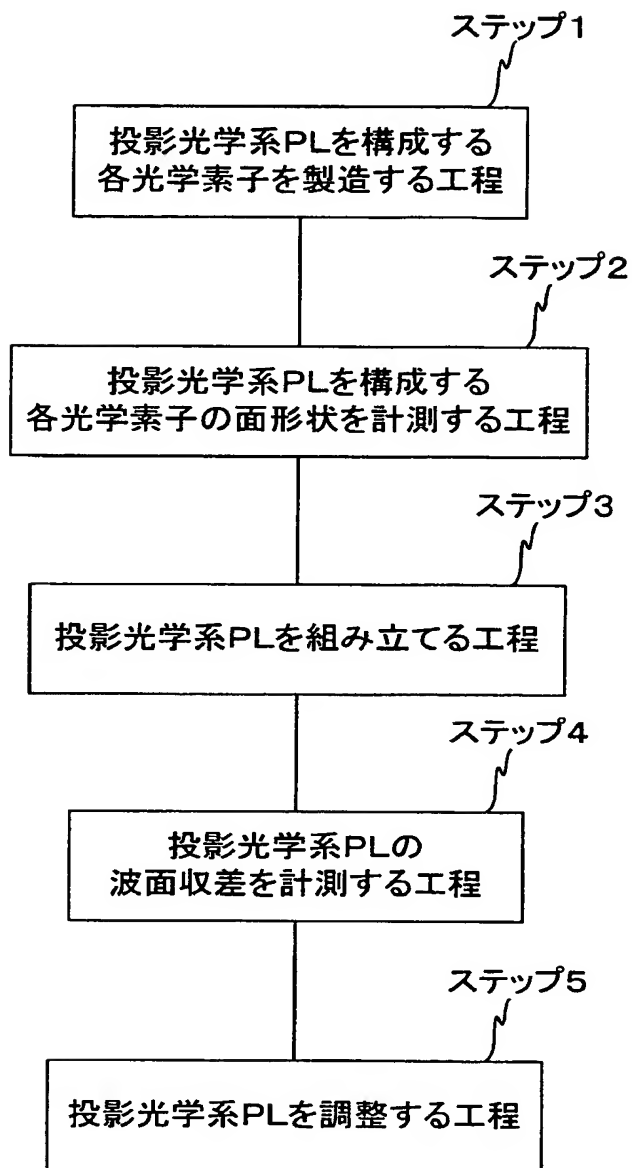 ステップ1
投影光学系PLを構成する
各光学素子を製造する工程
ステップ2
投影光学系PLを構成する
各光学素子の面形状を計測する工程
ステップ3
投影光学系PLを組み立てる工程
ステップ4
投影光学系PLの
波面収差を計測する工程
ステップ5
投影光学系PLを調整する工程